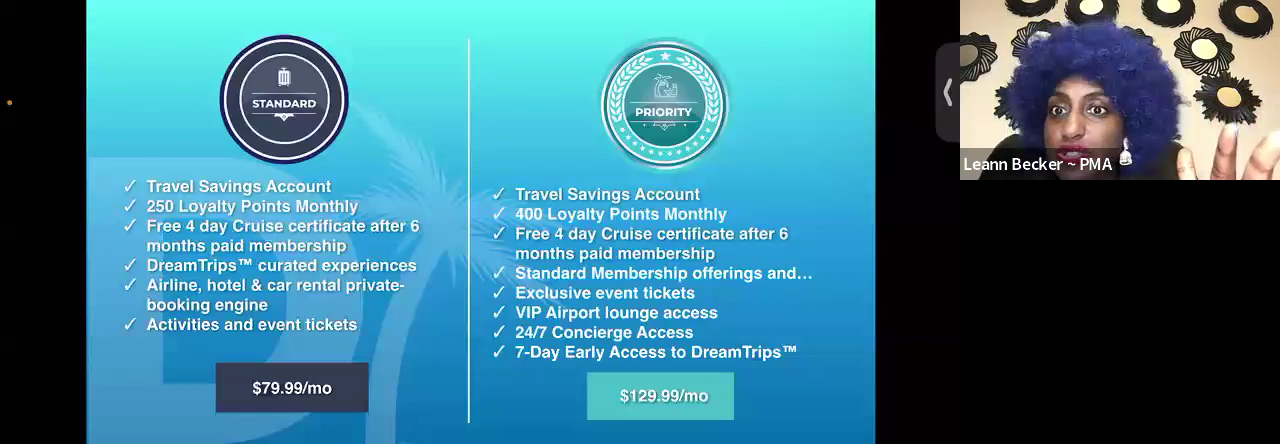 STANDARD
Travel Savings Account
250 Loyalty Points Monthly
Free 4 day Cruise certificate after 6
months paid membership
DreamTrips™ curated experiences
Airline, hotel & car rental private-
booking engine
Activities and event tickets
$79.99/mo
PRIORITY
Travel Savings Account
400 Loyalty Points Monthly
Free 4 day Cruise certificate after 6
months paid membership
Standard Membership offerings and…
Exclusive event tickets
VIP Airport lounge access
24/7 Concierge Access
7-Day Early Access to DreamTrips™
$129.99/mo
Leann Becker ~ PMA